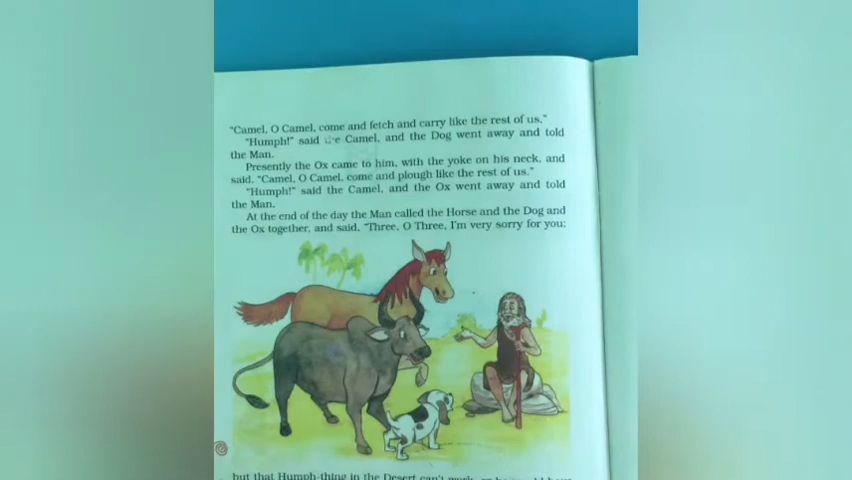 "Camel, O Camel, come and fetch and carry like the rest of us."
"Humph!" said the Camel, and the Dog went away and told
the Man.
Presently the Ox came to him, with the yoke on his neck, and
said, "Camel, O Camel, come and plough like the rest of us."
"Humph!" said the Camel, and the Ox went away and told
the Man.
At the end of the day the Man called the Horse and the Dog and
the Ox together, and said, "Three, O Three, I'm very sorry for you;
but that Humph-thing in the Desert can't work,